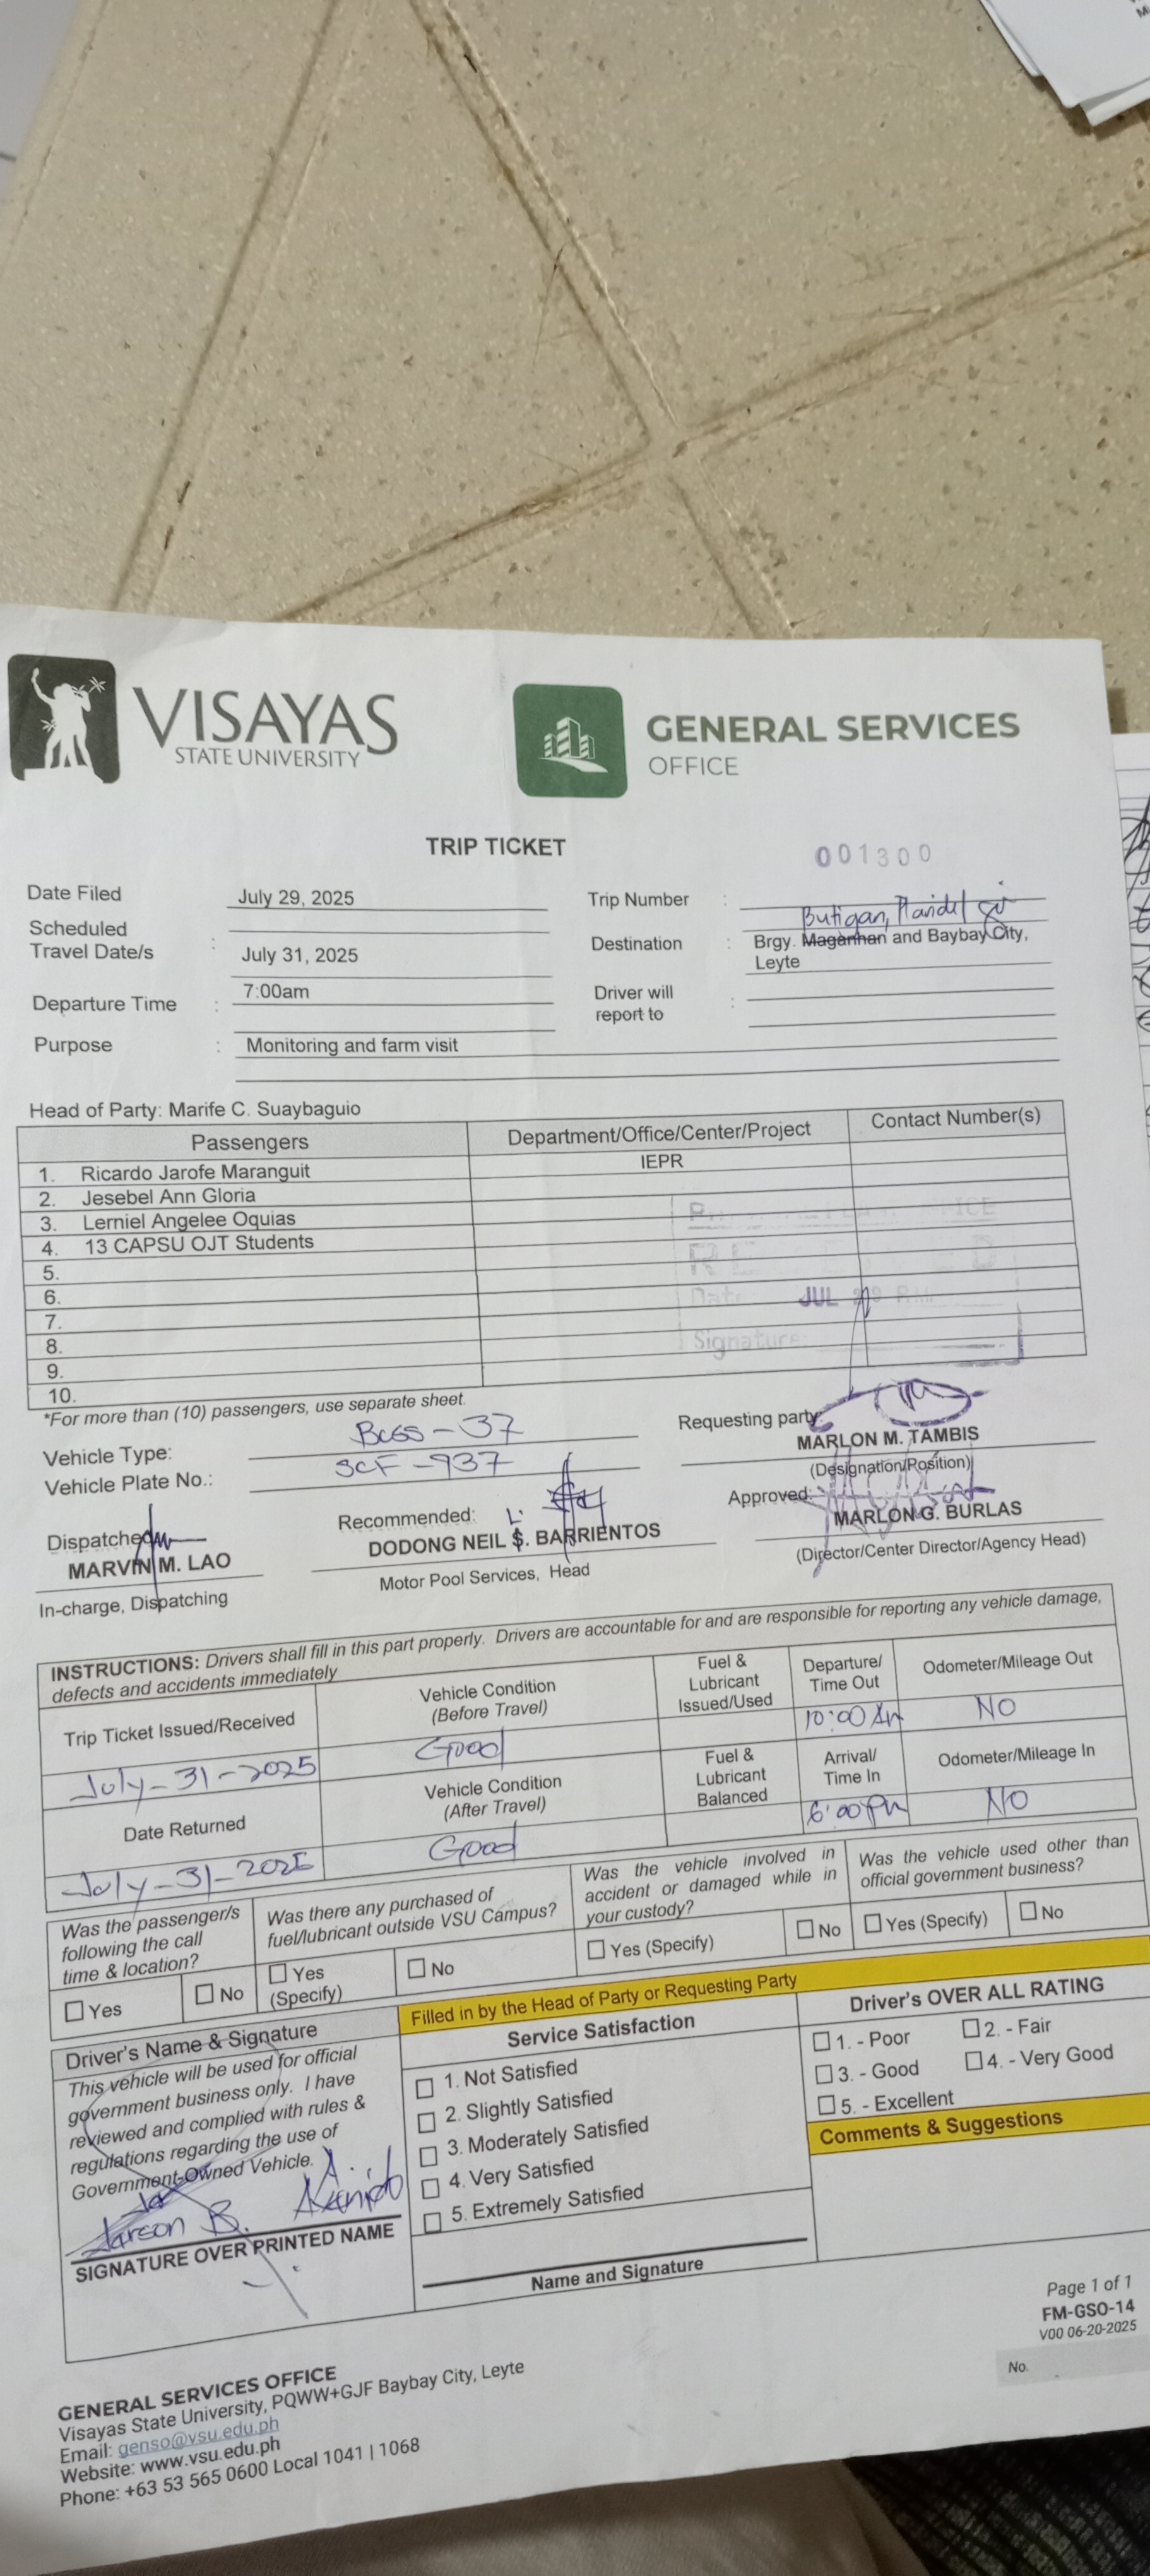 VISAYAS
STATE UNIVERSITY
GENERAL SERVICES
OFFICE
TRIP TICKET
001300
Date Filed July 29, 2025
Trip Number :
Scheduled
Travel Date/s : July 31, 2025
Butigan,
Destination : Brgy. Maganhan and Baybay City,
Leyte
Departure Time : 7:00am
Driver will
report to :
Purpose : Monitoring and farm visit
Head of Party: Marife C. Suaybaguio
Passengers Department/Office/Center/Project Contact Number(s)
1. Ricardo Jarofe Maranguit IEPR
2. Jesebel Ann Gloria
3. Lerniel Angelee Oquias
4. 13 CAPSU OJT Students
5.
6.
7.
8.
9.
10.
Date JUL
Signature:
*For more than (10) passengers, use separate sheet.
Vehicle Type: -37
Vehicle Plate No.: SCF-937
Requesting party:
MARLON M. TAMBIS
(Designation/Position)
Dispatched
MARVIN M. LAO
In-charge, Dispatching
Recommended: L.
DODONG NEIL S. BARRIENTOS
Motor Pool Services, Head
Approved:
MARLON G. BURLAS
(Director/Center Director/Agency Head)
INSTRUCTIONS: Drivers shall fill in this part properly. Drivers are accountable for and are responsible for reporting any vehicle damage,
defects and accidents immediately
Trip Ticket Issued/Received
July-31-2025
Vehicle Condition
(Before Travel)
Good
Fuel &
Lubricant
Issued/Used
Departure/
Time Out
10:00 Am
Odometer/Mileage Out
NO
Date Returned
July-31-2025
Vehicle Condition
(After Travel)
Good
Fuel &
Lubricant
Balanced
Arrival/
Time In
6:00 Pm
Odometer/Mileage In
NO
Was the passenger/s
following the call
time & location?
Yes No
Was there any purchased of
fuel/lubricant outside VSU Campus?
Yes
(Specify)
No
Was the vehicle involved in
accident or damaged while in
your custody?
Yes (Specify) No
Was the vehicle used other than
official government business?
Yes (Specify) No
Driver's Name & Signature
This vehicle will be used for official
government business only. I have
reviewed and complied with rules &
regulations regarding the use of
Government-Owned Vehicle.
B.
SIGNATURE OVER PRINTED NAME
Filled in by the Head of Party or Requesting Party
Service Satisfaction
1. Not Satisfied
2. Slightly Satisfied
3. Moderately Satisfied
4. Very Satisfied
5. Extremely Satisfied
Name and Signature
Driver's OVER ALL RATING
1. - Poor 2. - Fair
3. - Good 4. - Very Good
5. - Excellent
Comments & Suggestions
Page 1 of 1
FM-GSO-14
V00 06-20-2025
No.
GENERAL SERVICES OFFICE
Visayas State University, PQWW+GJF Baybay City, Leyte
Email: genso@vsu.edu.ph
Website: www.vsu.edu.ph
Phone: +63 53 565 0600 Local 1041 | 1068